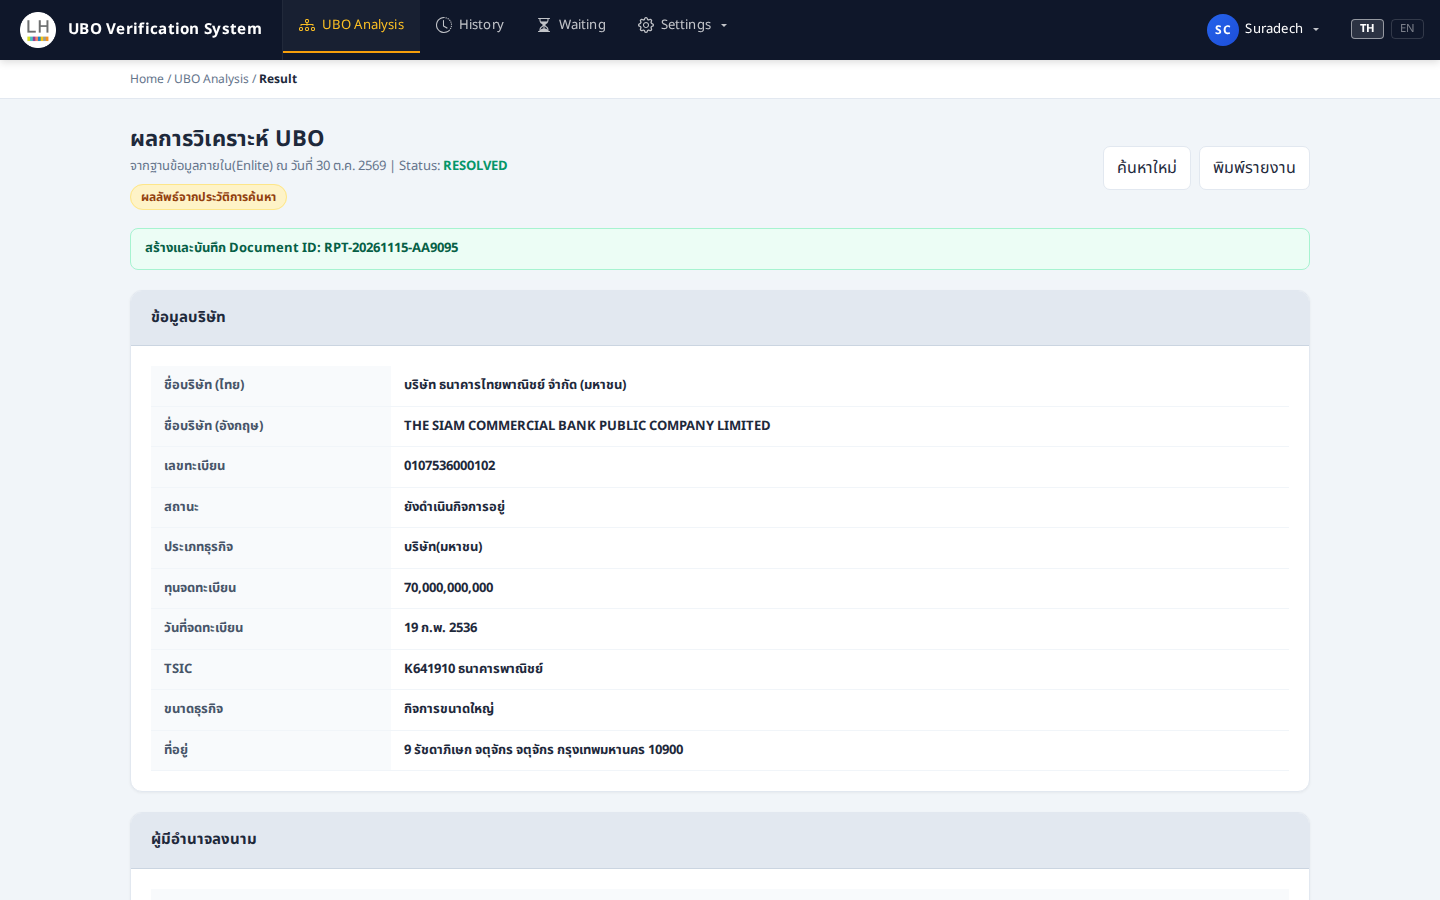 LH UBO Verification System UBO Analysis History Waiting Settings SC Suradech TH EN
Home / UBO Analysis / Result
ผลการวิเคราะห์ UBO
จากฐานข้อมูลภายใน(Enlite) ณ วันที่ 30 ต.ค. 2569 | Status: RESOLVED
ผลลัพธ์จากประวัติการค้นหา
ค้นหาใหม่ พิมพ์รายงาน
สร้างและบันทึก Document ID: RPT-20261115-AA9095
ข้อมูลบริษัท
ชื่อบริษัท (ไทย) บริษัท ธนาคารไทยพาณิชย์ จำกัด (มหาชน)
ชื่อบริษัท (อังกฤษ) THE SIAM COMMERCIAL BANK PUBLIC COMPANY LIMITED
เลขทะเบียน 0107536000102
สถานะ ยังดำเนินกิจการอยู่
ประเภทธุรกิจ บริษัท(มหาชน)
ทุนจดทะเบียน 70,000,000,000
วันที่จดทะเบียน 19 ก.พ. 2536
TSIC K641910 ธนาคารพาณิชย์
ขนาดธุรกิจ กิจการขนาดใหญ่
ที่อยู่ 9 รัชดาภิเษก จตุจักร จตุจักร กรุงเทพมหานคร 10900
ผู้มีอำนาจลงนาม